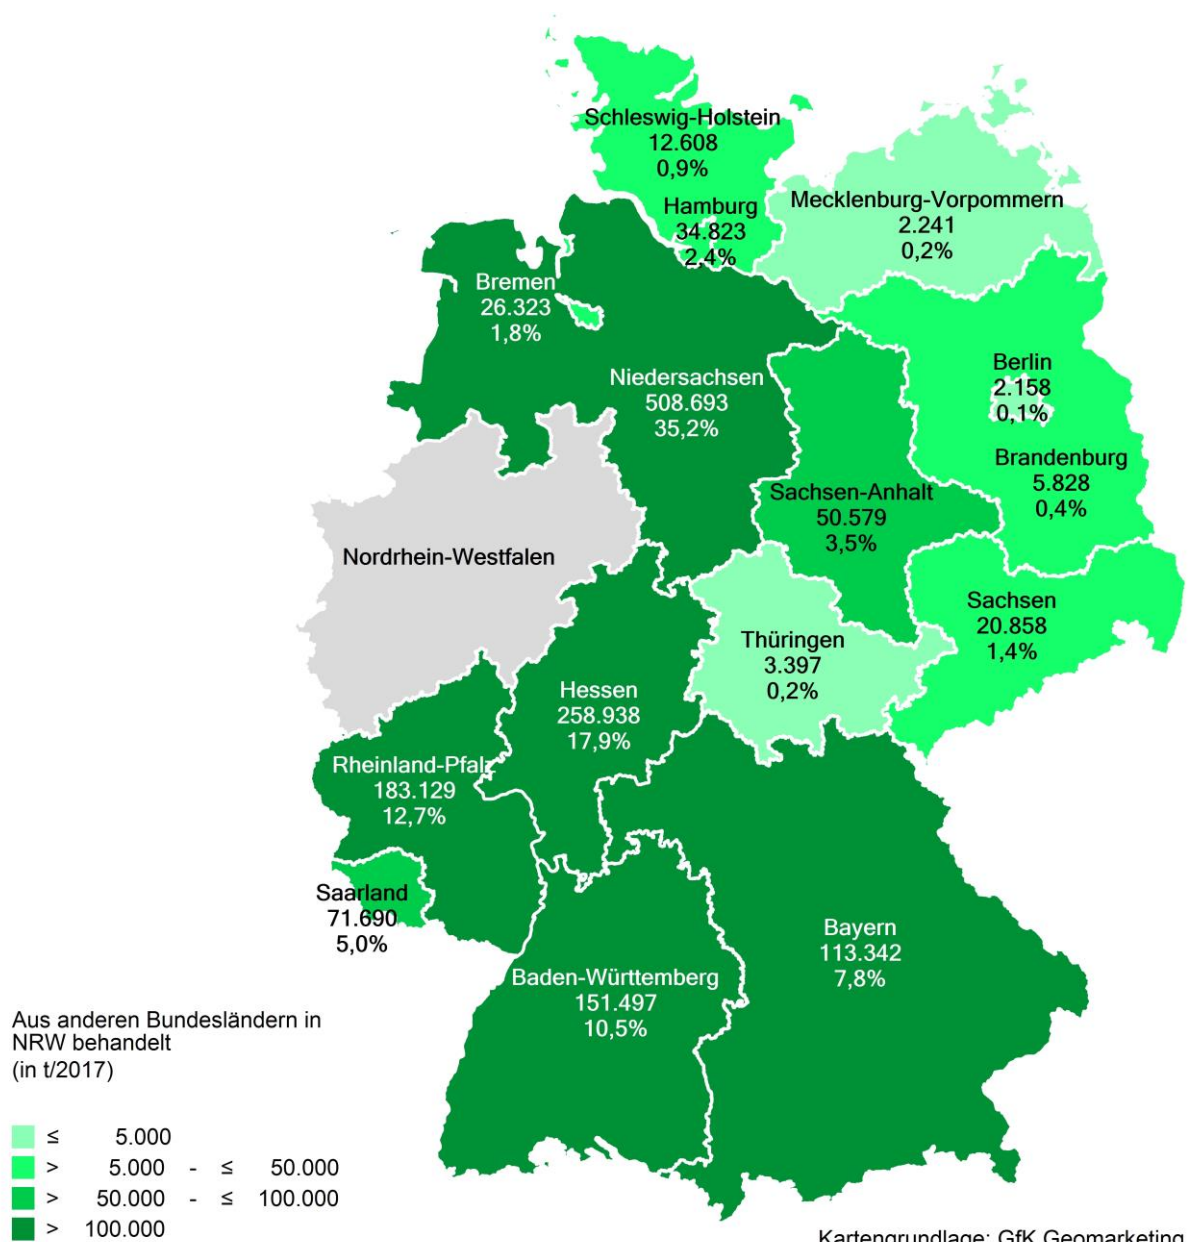 Schleswig-Holstein
12.608
0,9%
Hamburg
34.823
2,4%
Mecklenburg-Vorpommern
2.241
0,2%
Bremen
26.323
1,8%
Niedersachsen
508.693
35,2%
Berlin
2.158
0,1%
Brandenburg
5.828
0,4%
Sachsen-Anhalt
50.579
3,5%
Nordrhein-Westfalen
Sachsen
20.858
1,4%
Thüringen
3.397
0,2%
Hessen
258.938
17,9%
Rheinland-Pfalz
183.129
12,7%
Saarland
71.690
5,0%
Bayern
113.342
7,8%
Baden-Württemberg
151.497
10,5%
Aus anderen Bundesländern in
NRW behandelt
(in t/2017)
≤ 5.000
> 5.000 - ≤ 50.000
> 50.000 - ≤ 100.000
> 100.000
Kartengrundlage: GfK Geomarketing